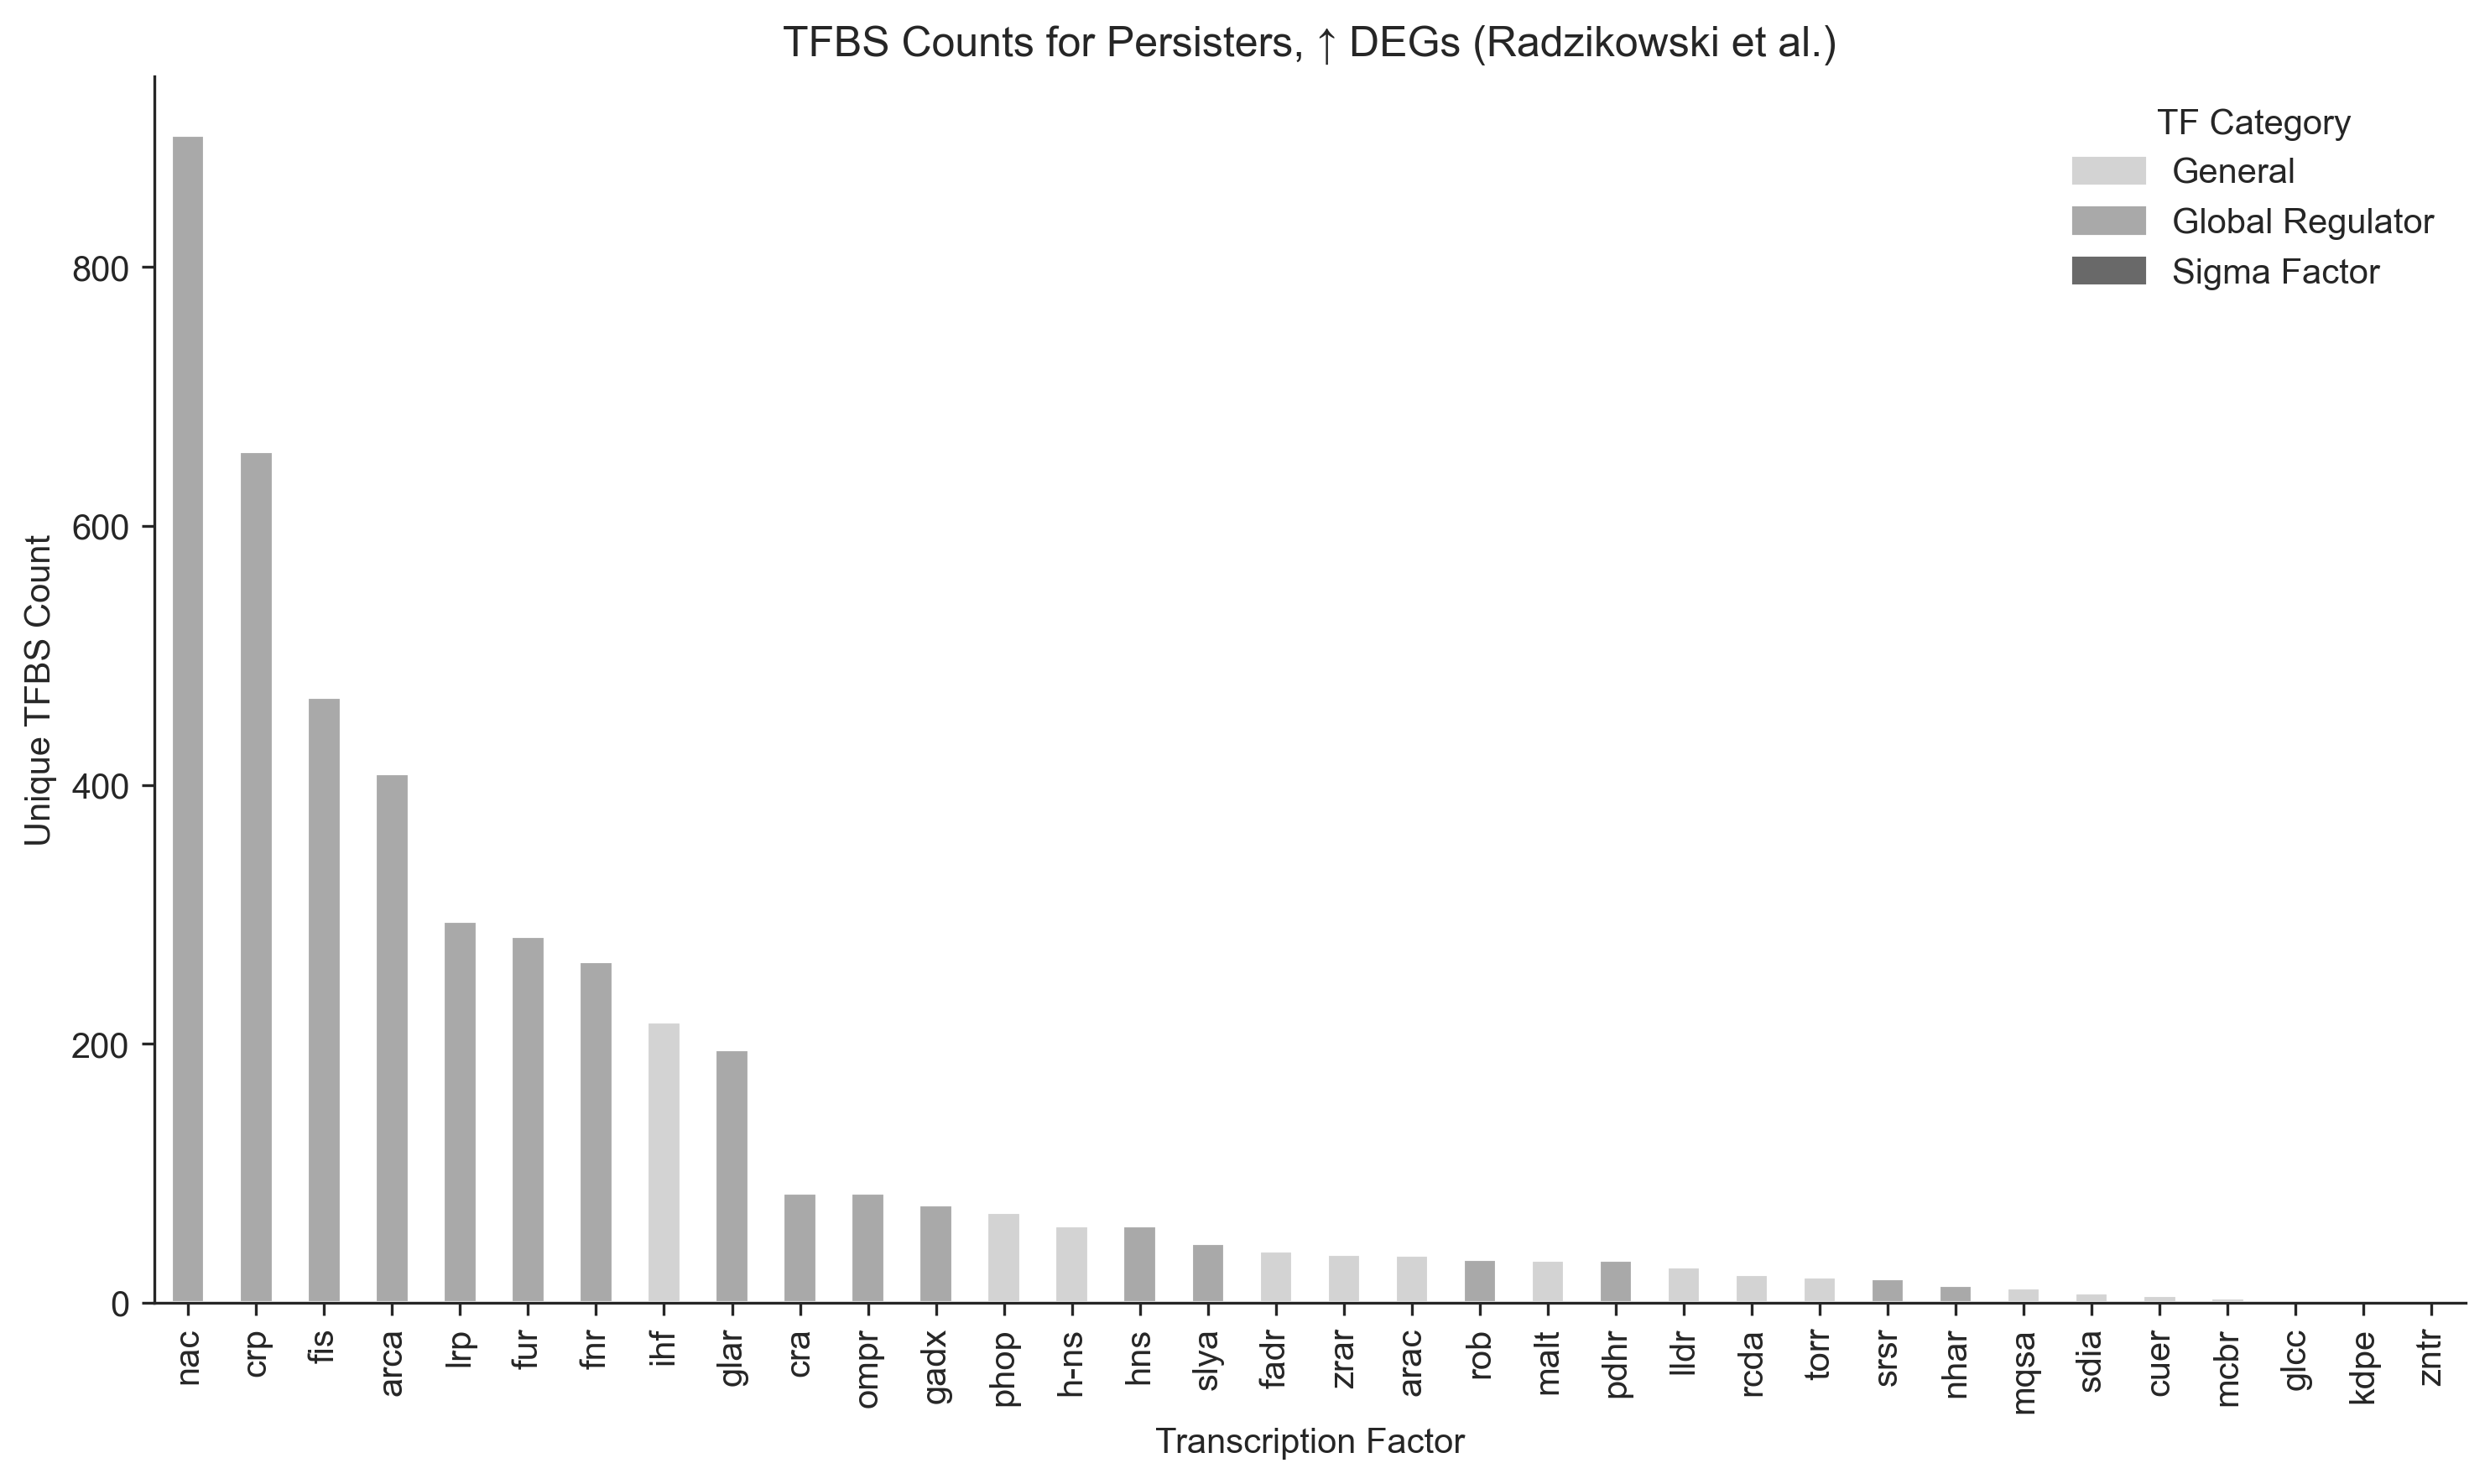 TFBS Counts for Persisters, ↑ DEGs (Radzikowski et al.)
TF Category
General
Global Regulator
Sigma Factor
Unique TFBS Count
800
600
400
200
0
nac
crp
fis
arca
lrp
fur
fnr
ihf
glar
cra
ompr
gadx
phop
h-ns
hns
slya
fadr
zrar
arac
rob
malt
pdhr
lldr
rcda
torr
srsr
nhar
mqsa
sdia
cuer
mcbr
glcc
kdpe
zntr
Transcription Factor